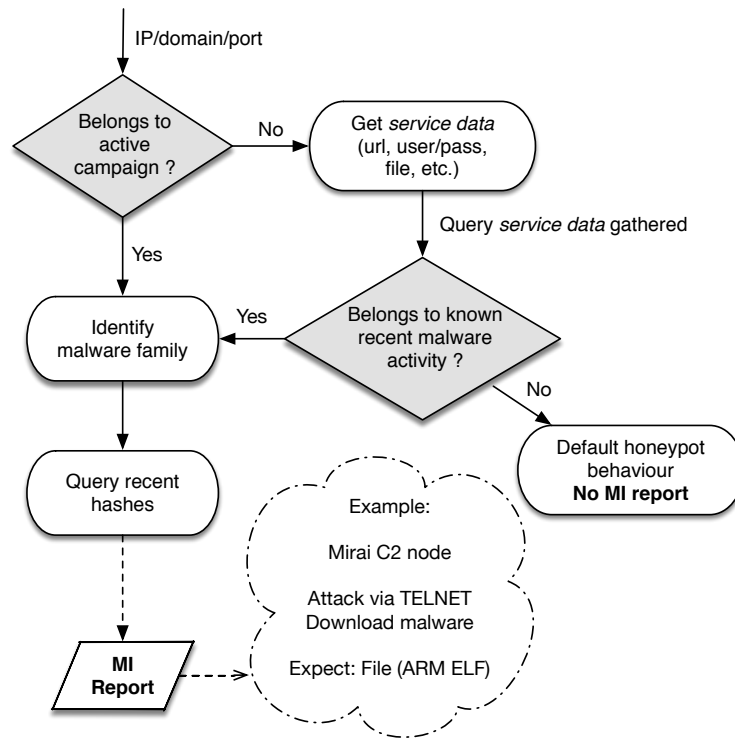 IP/domain/port
Belongs to
active
campaign ?
No
Get service data
(url, user/pass,
file, etc.)
Query service data gathered
Yes
Identify
malware family
Yes
Belongs to known
recent malware
activity ?
No
Default honeypot
behaviour
No MI report
Query recent
hashes
Example:
Mirai C2 node
Attack via TELNET
Download malware
Expect: File (ARM ELF)
MI
Report